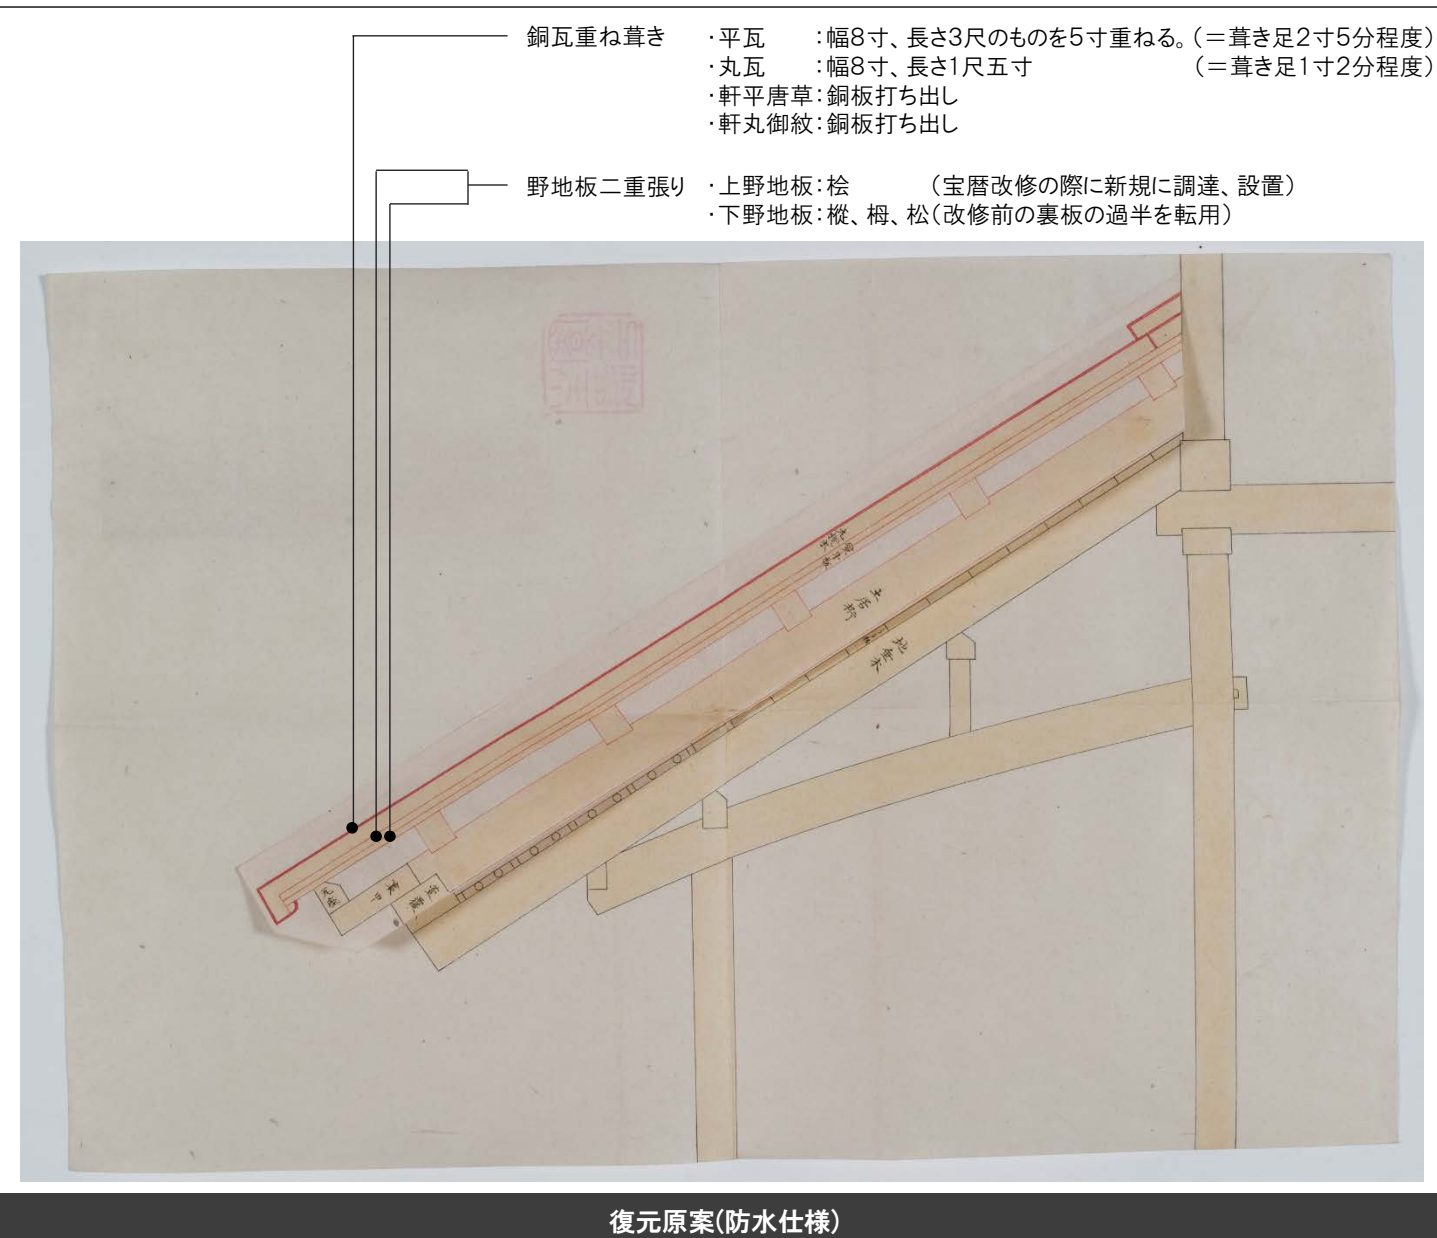 銅瓦重ね葺き ・平瓦 :幅8寸、長さ3尺のものを5寸重ねる。(=葺き足2寸5分程度)
・丸瓦 :幅8寸、長さ1尺五寸 (=葺き足1寸2分程度)
・軒平唐草:銅板打ち出し
・軒丸御紋:銅板打ち出し
野地板二重張り ・上野地板:桧 (宝暦改修の際に新規に調達、設置)
・下野地板:樅、栂、松(改修前の裏板の過半を転用)
土居桁
地垂木
裏甲
復元原案(防水仕様)